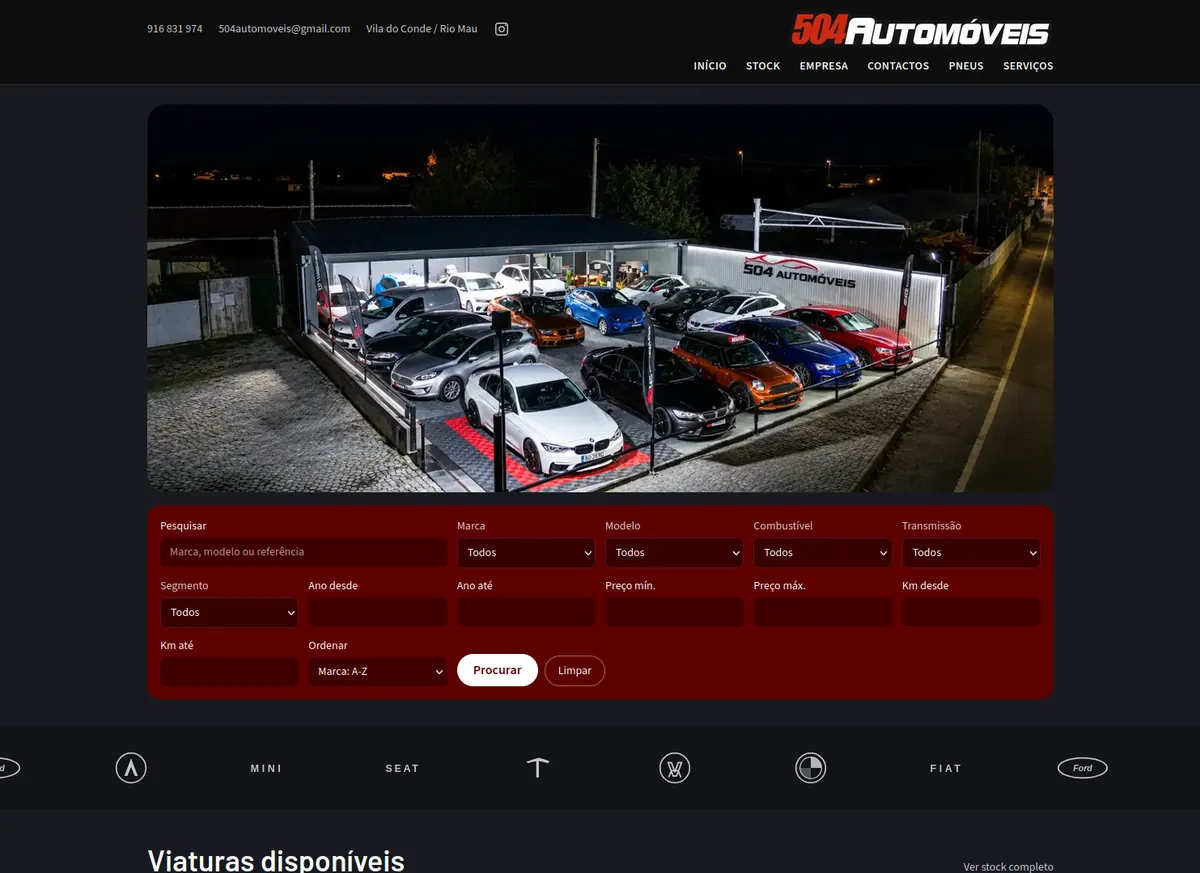 916 831 974 504automoveis@gmail.com Vila do Conde / Rio Mau
504AUTOMÓVEIS
INÍCIO STOCK EMPRESA CONTACTOS PNEUS SERVIÇOS
504 AUTOMÓVEIS
Pesquisar Marca Modelo Combustível Transmissão
Marca, modelo ou referência Todos Todos Todos Todos
Segmento Ano desde Ano até Preço mín. Preço máx. Km desde
Todos
Km até Ordenar
Marca: A-Z Procurar Limpar
MINI SEAT FIAT Ford
Viaturas disponíveis
Ver stock completo